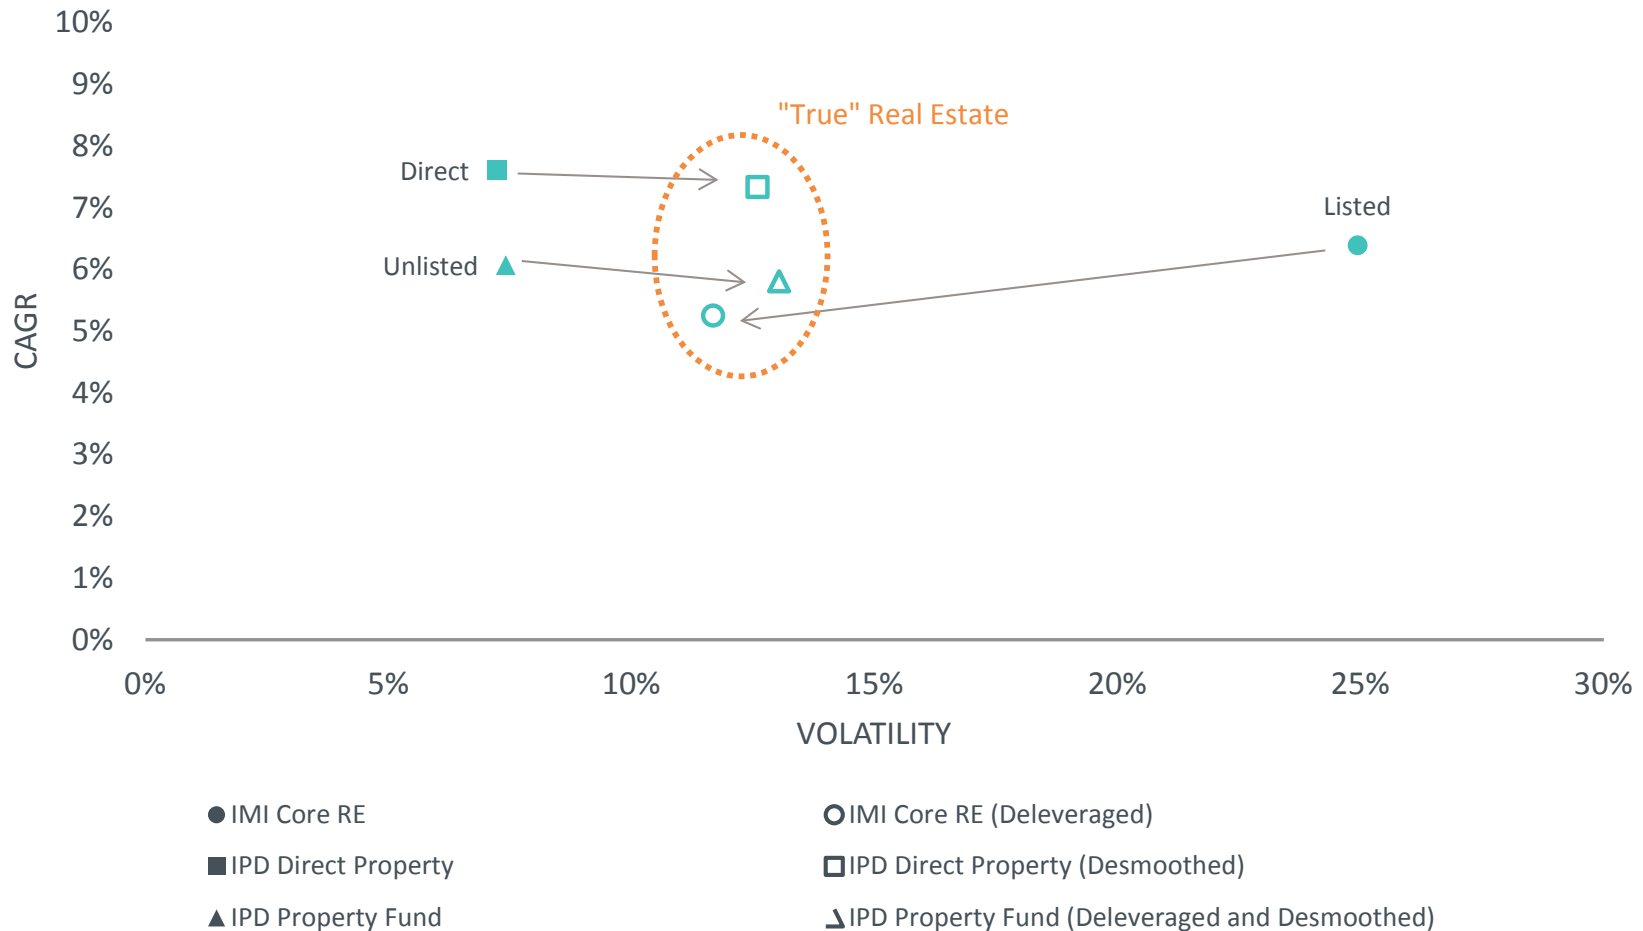 10%
9%
"True" Real Estate
8%
Direct
7%
Listed
6%
Unlisted
CAGR
5%
4%
3%
2%
1%
0%
0% 5% 10% 15% 20% 25% 30%
VOLATILITY
IMI Core RE
IMI Core RE (Deleveraged)
IPD Direct Property
IPD Direct Property (Desmoothed)
IPD Property Fund
IPD Property Fund (Deleveraged and Desmoothed)